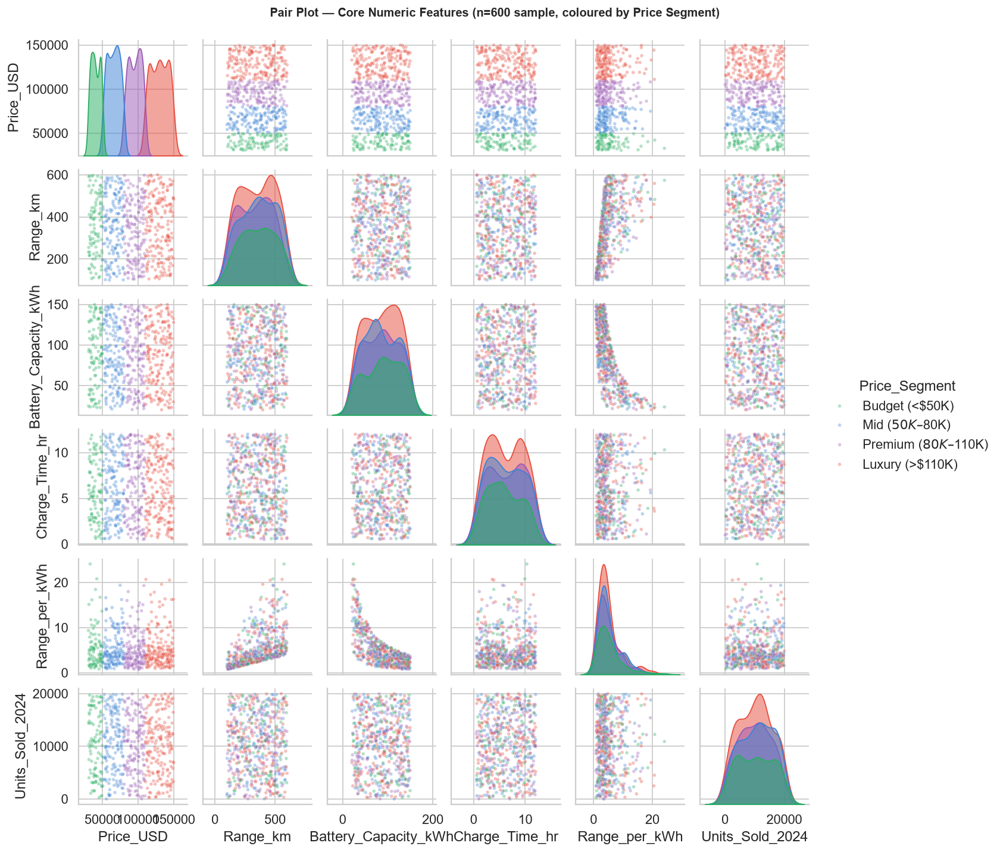 Pair Plot — Core Numeric Features (n=600 sample, coloured by Price Segment)
Price_USD
150000
100000
50000
Range_km
600
400
200
Battery_Capacity_kWh
150
100
50
Charge_Time_hr
10
5
0
Range_per_kWh
20
10
0
Units_Sold_2024
20000
10000
0
50000 100000 150000
0 500
0 200
0 10
0 20
0 20000
Price_USD
Range_km
Battery_Capacity_kWh
Charge_Time_hr
Range_per_kWh
Units_Sold_2024
Price_Segment
Budget (<$50K)
Mid (50K–80K)
Premium (80K–110K)
Luxury (>$110K)